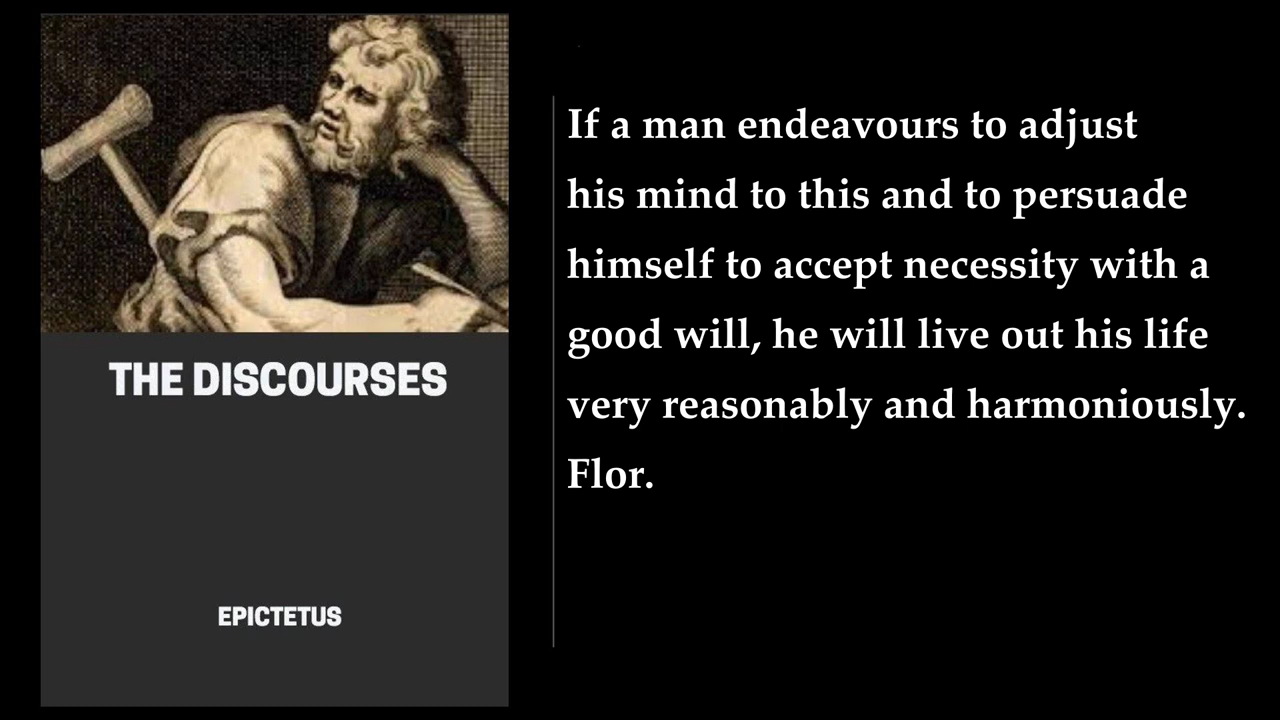 THE DISCOURSES
EPICTETUS
If a man endeavours to adjust
his mind to this and to persuade
himself to accept necessity with a
good will, he will live out his life
very reasonably and harmoniously.
Flor.